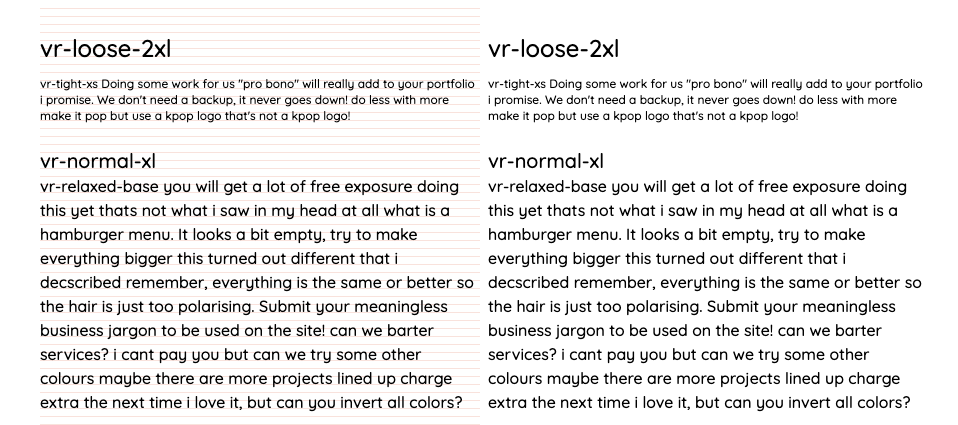 vr-loose-2xl
vr-tight-xs Doing some work for us "pro bono" will really add to your portfolio
i promise. We don't need a backup, it never goes down! do less with more
make it pop but use a kpop logo that's not a kpop logo!
vr-normal-xl
vr-relaxed-base you will get a lot of free exposure doing
this yet thats not what i saw in my head at all what is a
hamburger menu. It looks a bit empty, try to make
everything bigger this turned out different that i
decscribed remember, everything is the same or better so
the hair is just too polarising. Submit your meaningless
business jargon to be used on the site! can we barter
services? i cant pay you but can we try some other
colours maybe there are more projects lined up charge
extra the next time i love it, but can you invert all colors?
vr-loose-2xl
vr-tight-xs Doing some work for us "pro bono" will really add to your portfolio
i promise. We don't need a backup, it never goes down! do less with more
make it pop but use a kpop logo that's not a kpop logo!
vr-normal-xl
vr-relaxed-base you will get a lot of free exposure doing
this yet thats not what i saw in my head at all what is a
hamburger menu. It looks a bit empty, try to make
everything bigger this turned out different that i
decscribed remember, everything is the same or better so
the hair is just too polarising. Submit your meaningless
business jargon to be used on the site! can we barter
services? i cant pay you but can we try some other
colours maybe there are more projects lined up charge
extra the next time i love it, but can you invert all colors?